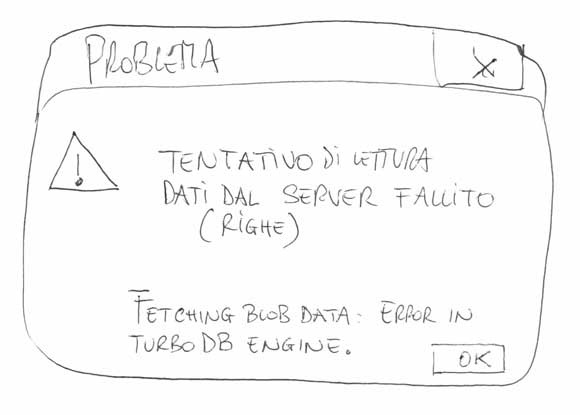 PROBLEMA
X
!
TENTATIVO DI LETTURA
DATI DAL SERVER FALLITO
(RIGHE)
FETCHING BLOB DATA: ERROR IN
TURBO DB ENGINE.
OK